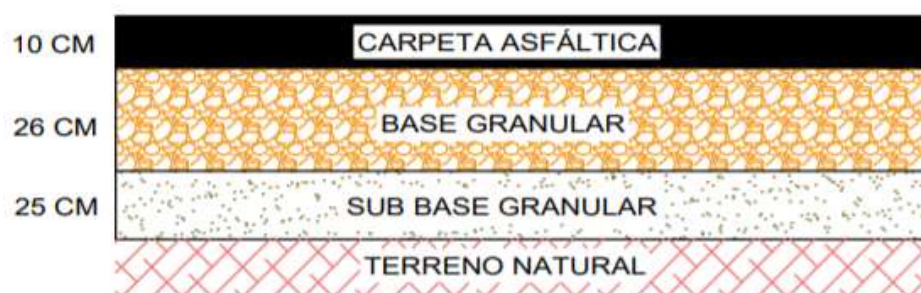 10 CM CARPETA ASFÁLTICA
26 CM BASE GRANULAR
25 CM SUB BASE GRANULAR
TERRENO NATURAL